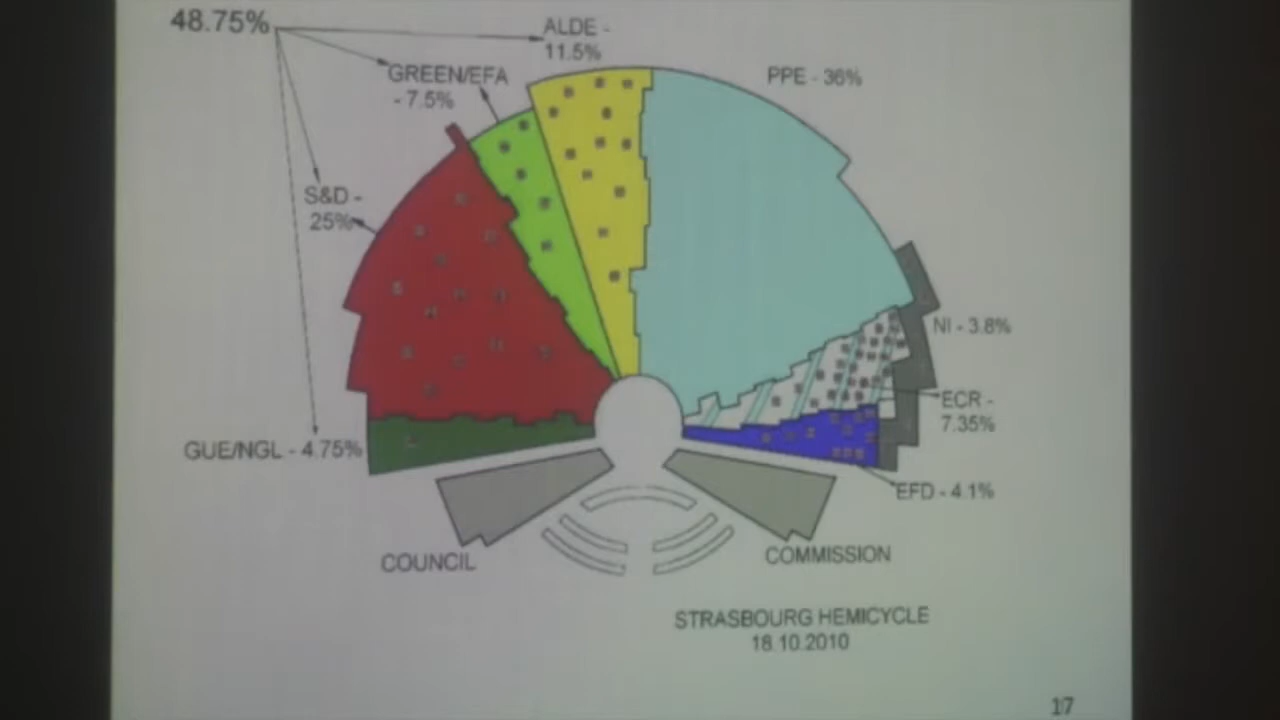 48.75%
ALDE -
11.5%
GREEN/EFA
- 7.5%
PPE - 36%
S&D -
25%
NI - 3.8%
ECR -
7.35%
GUE/NGL - 4.75%
EFD - 4.1%
COUNCIL
COMMISSION
STRASBOURG HEMICYCLE
18.10.2010
17